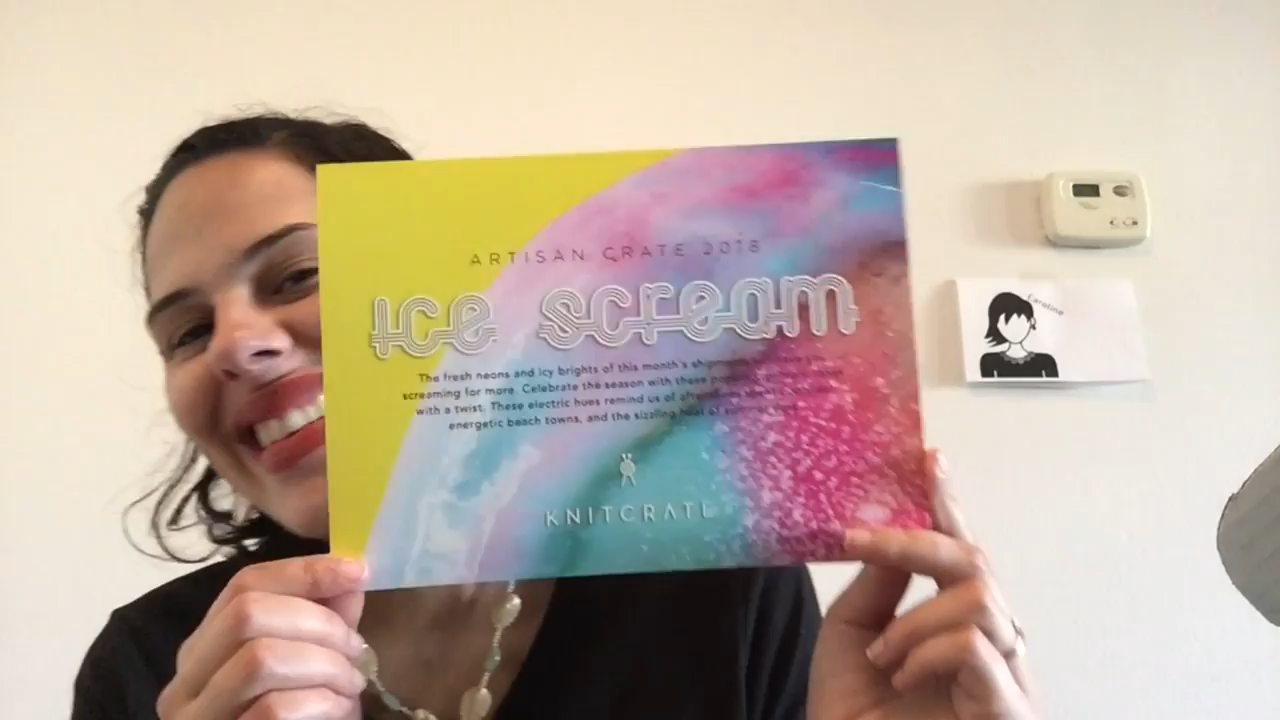 ARTISAN CRATE 2018
ice scream
The fresh neons and icy brights of this month's
screaming for more. Celebrate the season with these
with a twist. These electric hues remind us of
energetic beach towns, and the sizzling heat of
KNITCRATE
Caroline